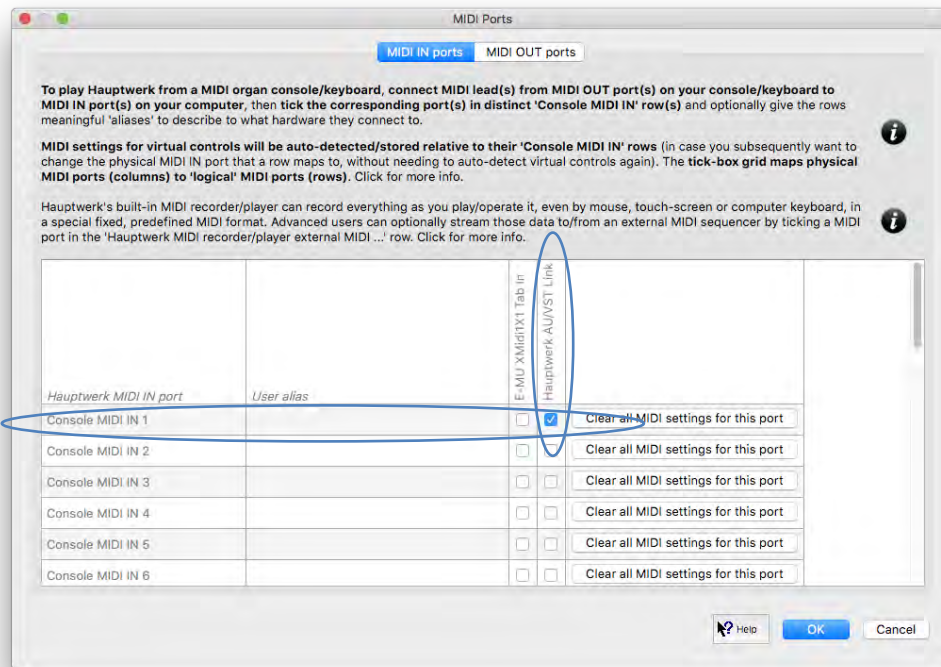 MIDI Ports
MIDI IN ports MIDI OUT ports
To play Hauptwerk from a MIDI organ console/keyboard, connect MIDI lead(s) from MIDI OUT port(s) on your console/keyboard to
MIDI IN port(s) on your computer, then tick the corresponding port(s) in distinct 'Console MIDI IN' row(s) and optionally give the rows
meaningful 'aliases' to describe to what hardware they connect to.
MIDI settings for virtual controls will be auto-detected/stored relative to their 'Console MIDI IN' rows (in case you subsequently want to
change the physical MIDI IN port that a row maps to, without needing to auto-detect virtual controls again). The tick-box grid maps physical
MIDI ports (columns) to 'logical' MIDI ports (rows). Click for more info.
Hauptwerk's built-in MIDI recorder/player can record everything as you play/operate it, even by mouse, touch-screen or computer keyboard, in
a special fixed, predefined MIDI format. Advanced users can optionally stream those data to/from an external MIDI sequencer by ticking a MIDI
port in the 'Hauptwerk MIDI recorder/player external MIDI ...' row. Click for more info.
Hauptwerk MIDI IN port User alias
E-MU XMidi1X1 Tab In
Hauptwerk AU/VST Link
Console MIDI IN 1 Clear all MIDI settings for this port
Console MIDI IN 2 Clear all MIDI settings for this port
Console MIDI IN 3 Clear all MIDI settings for this port
Console MIDI IN 4 Clear all MIDI settings for this port
Console MIDI IN 5 Clear all MIDI settings for this port
Console MIDI IN 6 Clear all MIDI settings for this port
? Help OK Cancel